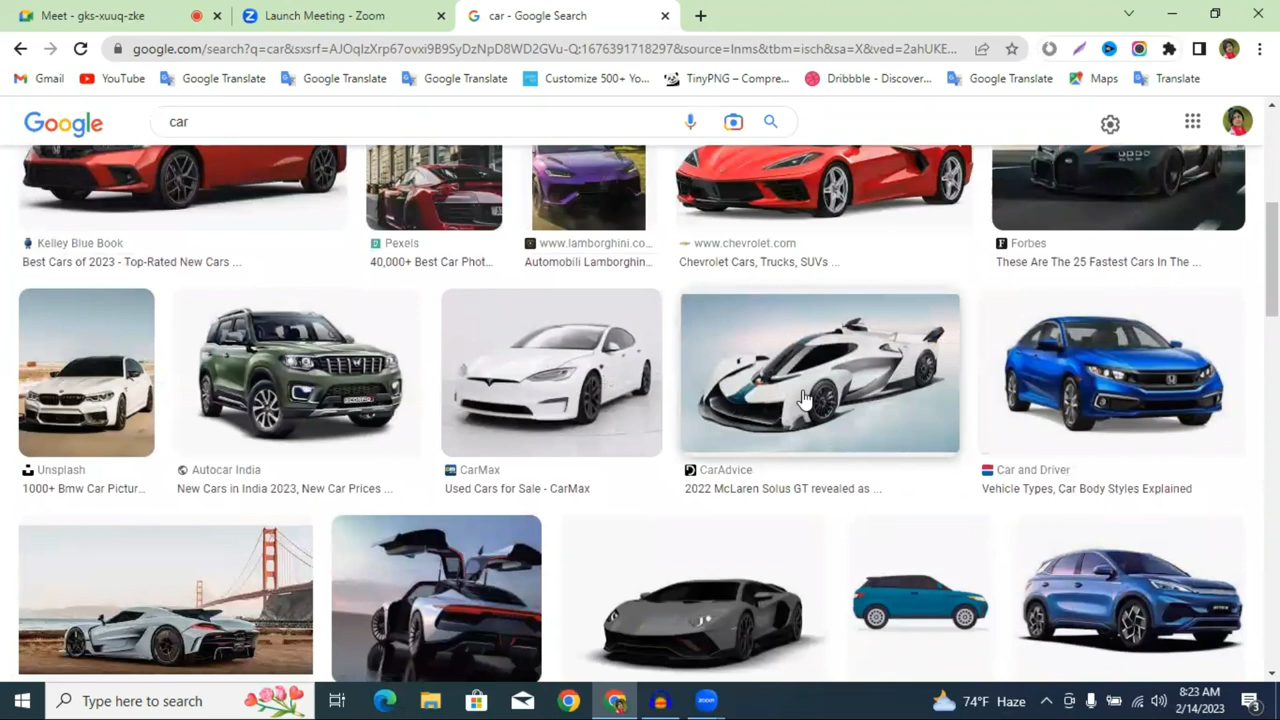 Meet - gks-xuuq-zke
Launch Meeting - Zoom
car - Google Search
google.com/search?q=car&sxsrf=AJOqlzXrp67ovxi9B9SyDzNpD8WD2GVu-Q:1676391718297&source=lnms&tbm=isch&sa=X&ved=2ahUKE...
Gmail
YouTube
Google Translate
Google Translate
Google Translate
Customize 500+ Yo...
TinyPNG – Compre...
Dribbble - Discover...
Google Translate
Maps
Translate
Google
car
Kelley Blue Book
Best Cars of 2023 - Top-Rated New Cars ...
Pexels
40,000+ Best Car Phot...
www.lamborghini.co...
Automobili Lamborghin...
www.chevrolet.com
Chevrolet Cars, Trucks, SUVs ...
Forbes
These Are The 25 Fastest Cars In The ...
Unsplash
1000+ Bmw Car Pictur...
Autocar India
New Cars in India 2023, New Car Prices ...
CarMax
Used Cars for Sale - CarMax
CarAdvice
2022 McLaren Solus GT revealed as ...
Car and Driver
Vehicle Types, Car Body Styles Explained
Type here to search
zoom
74°F Haze
8:23 AM
2/14/2023
3